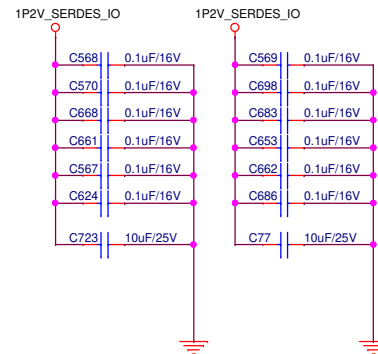 1P2V_SERDES_IO 1P2V_SERDES_IO
C568 0.1uF/16V C569 0.1uF/16V
C570 0.1uF/16V C698 0.1uF/16V
C668 0.1uF/16V C683 0.1uF/16V
C661 0.1uF/16V C653 0.1uF/16V
C567 0.1uF/16V C662 0.1uF/16V
C624 0.1uF/16V C686 0.1uF/16V
C723 10uF/25V C77 10uF/25V